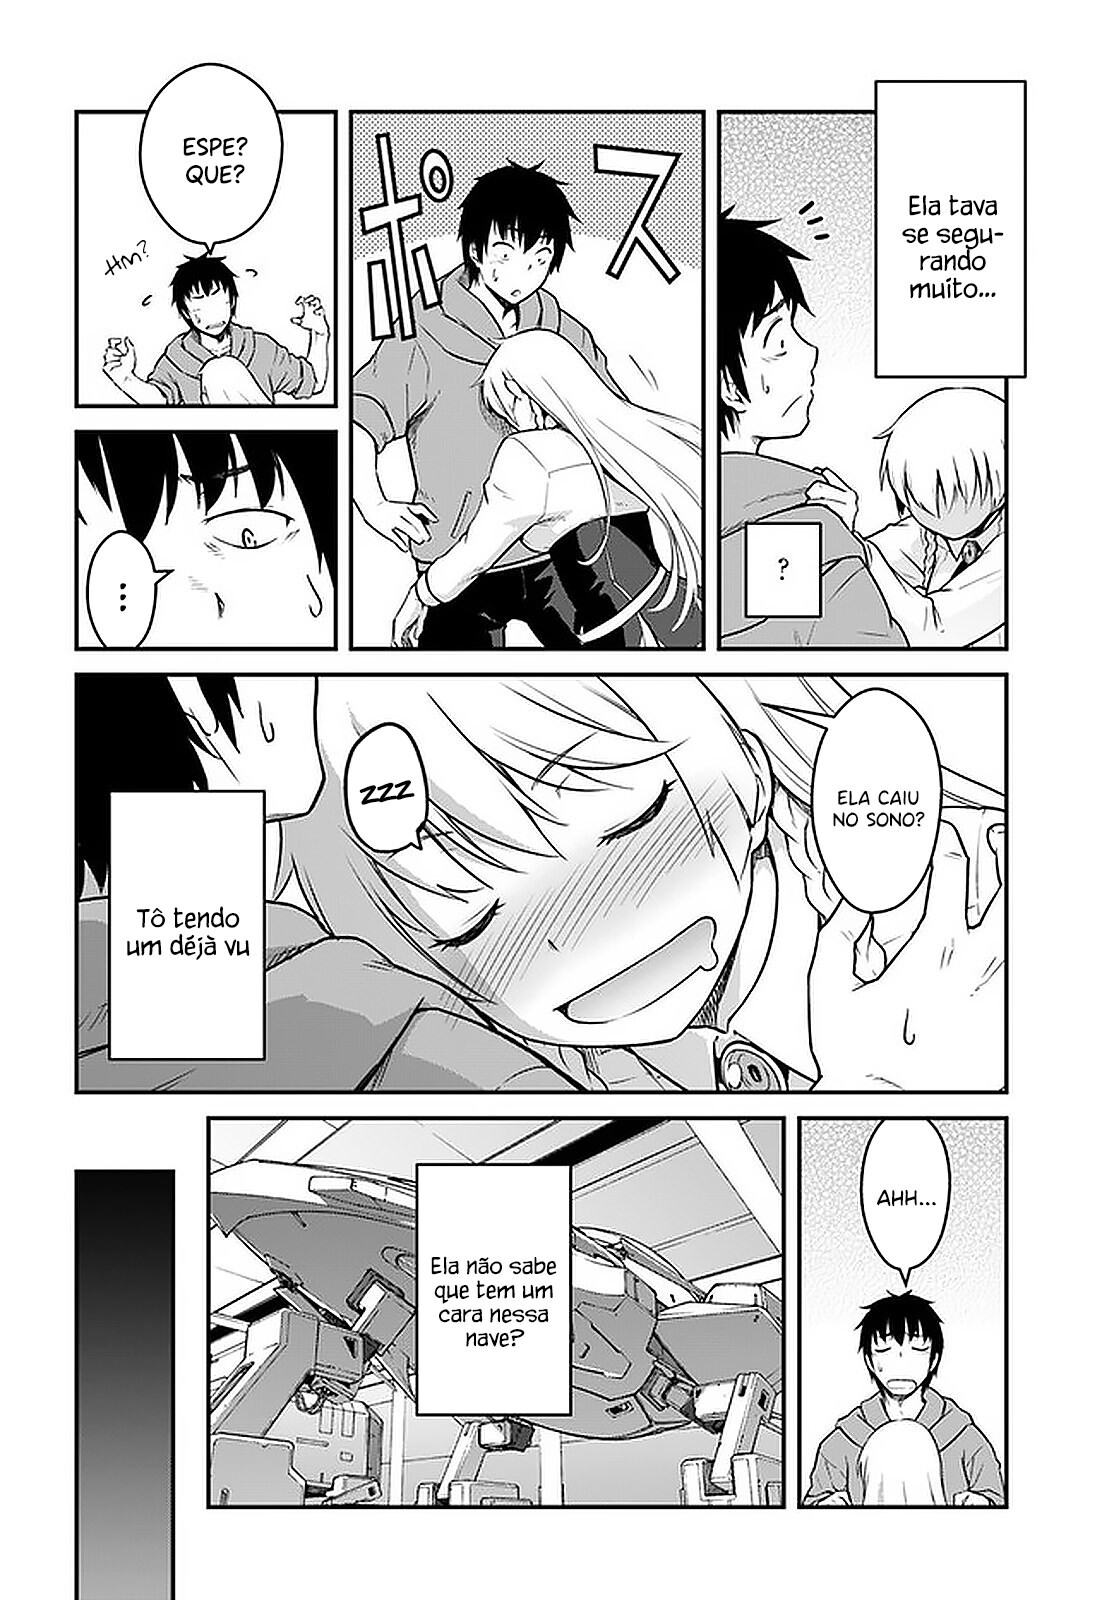 Ela tava
se segu-
rando
muito...
?
ポスッ
ESPE?
QUE?
HM?
...
ELA CAIU
NO SONO?
ZZZ
Tô tendo
um déjà vu
AHH...
Ela não sabe
que tem um
cara nessa
nave?